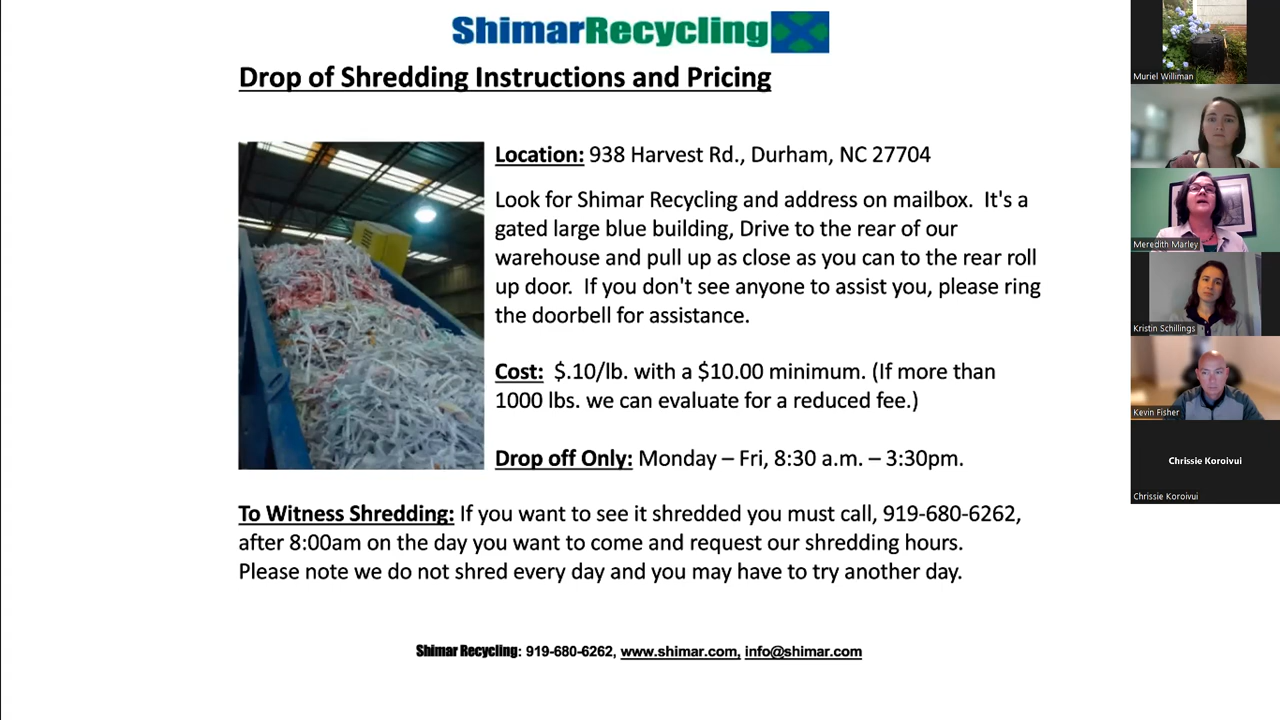 ShimarRecycling
Drop of Shredding Instructions and Pricing
Location: 938 Harvest Rd., Durham, NC 27704
Look for Shimar Recycling and address on mailbox.  It's a
gated large blue building, Drive to the rear of our
warehouse and pull up as close as you can to the rear roll
up door.  If you don't see anyone to assist you, please ring
the doorbell for assistance.
Cost:  $.10/lb. with a $10.00 minimum. (If more than
1000 lbs. we can evaluate for a reduced fee.)
Drop off Only: Monday – Fri, 8:30 a.m. – 3:30pm.
To Witness Shredding: If you want to see it shredded you must call, 919-680-6262,
after 8:00am on the day you want to come and request our shredding hours.
Please note we do not shred every day and you may have to try another day.
Shimar Recycling: 919-680-6262, www.shimar.com, info@shimar.com
Muriel Williman
Meredith Marley
Kristin Schillings
Kevin Fisher
Chrissie Koroivui
Chrissie Koroivui